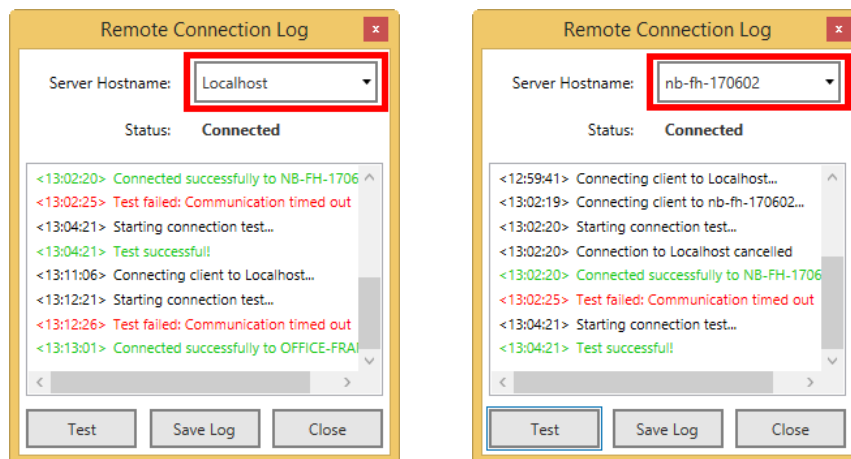 Remote Connection Log
x
Server Hostname:
Localhost
Status:
Connected
<13:02:20> Connected successfully to NB-FH-1706
<13:02:25> Test failed: Communication timed out
<13:04:21> Starting connection test...
<13:04:21> Test successful!
<13:11:06> Connecting client to Localhost...
<13:12:21> Starting connection test...
<13:12:26> Test failed: Communication timed out
<13:13:01> Connected successfully to OFFICE-FRA
Test
Save Log
Close
Remote Connection Log
x
Server Hostname:
nb-fh-170602
Status:
Connected
<12:59:41> Connecting client to Localhost...
<13:02:19> Connecting client to nb-fh-170602...
<13:02:20> Starting connection test...
<13:02:20> Connection to Localhost cancelled
<13:02:20> Connected successfully to NB-FH-1706
<13:02:25> Test failed: Communication timed out
<13:04:21> Starting connection test...
<13:04:21> Test successful!
Test
Save Log
Close